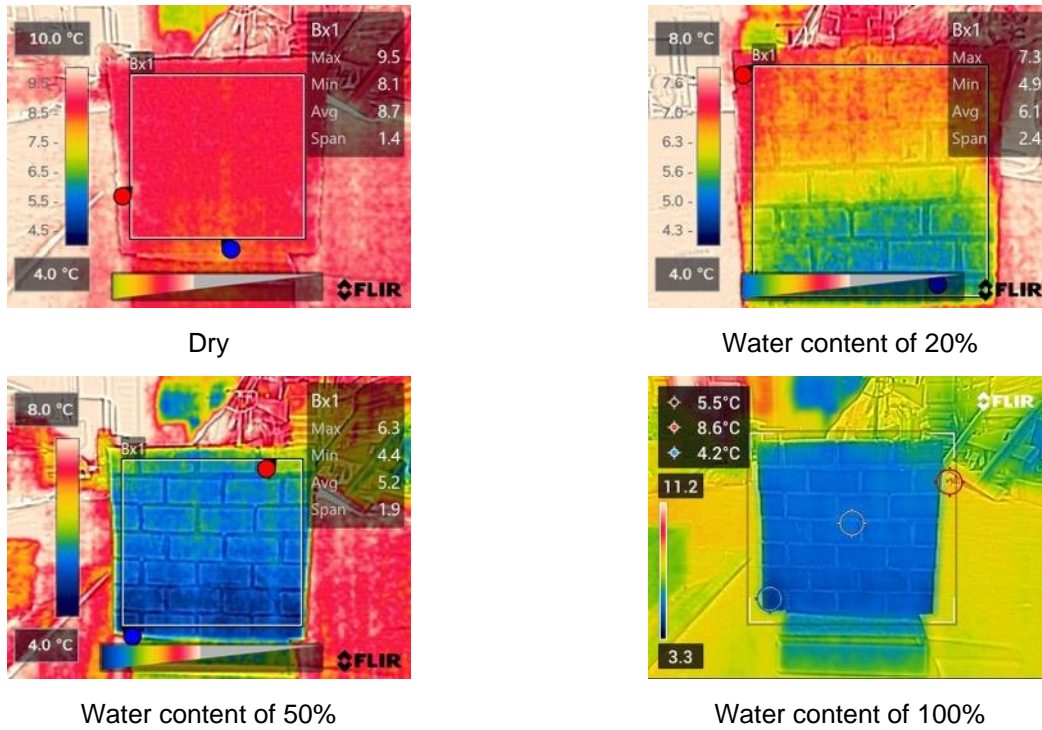 10.0 °C
Bx1
Bx1
Max 9.5
Min 8.1
Avg 8.7
Span 1.4
9.5 -
8.5 -
7.5 -
6.5 -
5.5 -
4.5 -
4.0 °C
FLIR
Dry
8.0 °C
Bx1
Bx1
Max 7.3
Min 4.9
Avg 6.1
Span 2.4
7.6 -
7.0 -
6.3 -
5.6 -
5.0 -
4.3 -
4.0 °C
FLIR
Water content of 20%
8.0 °C
Bx1
Bx1
Max 6.3
Min 4.4
Avg 5.2
Span 1.9
4.0 °C
FLIR
Water content of 50%
5.5°C
8.6°C
4.2°C
FLIR
11.2
3.3
Water content of 100%